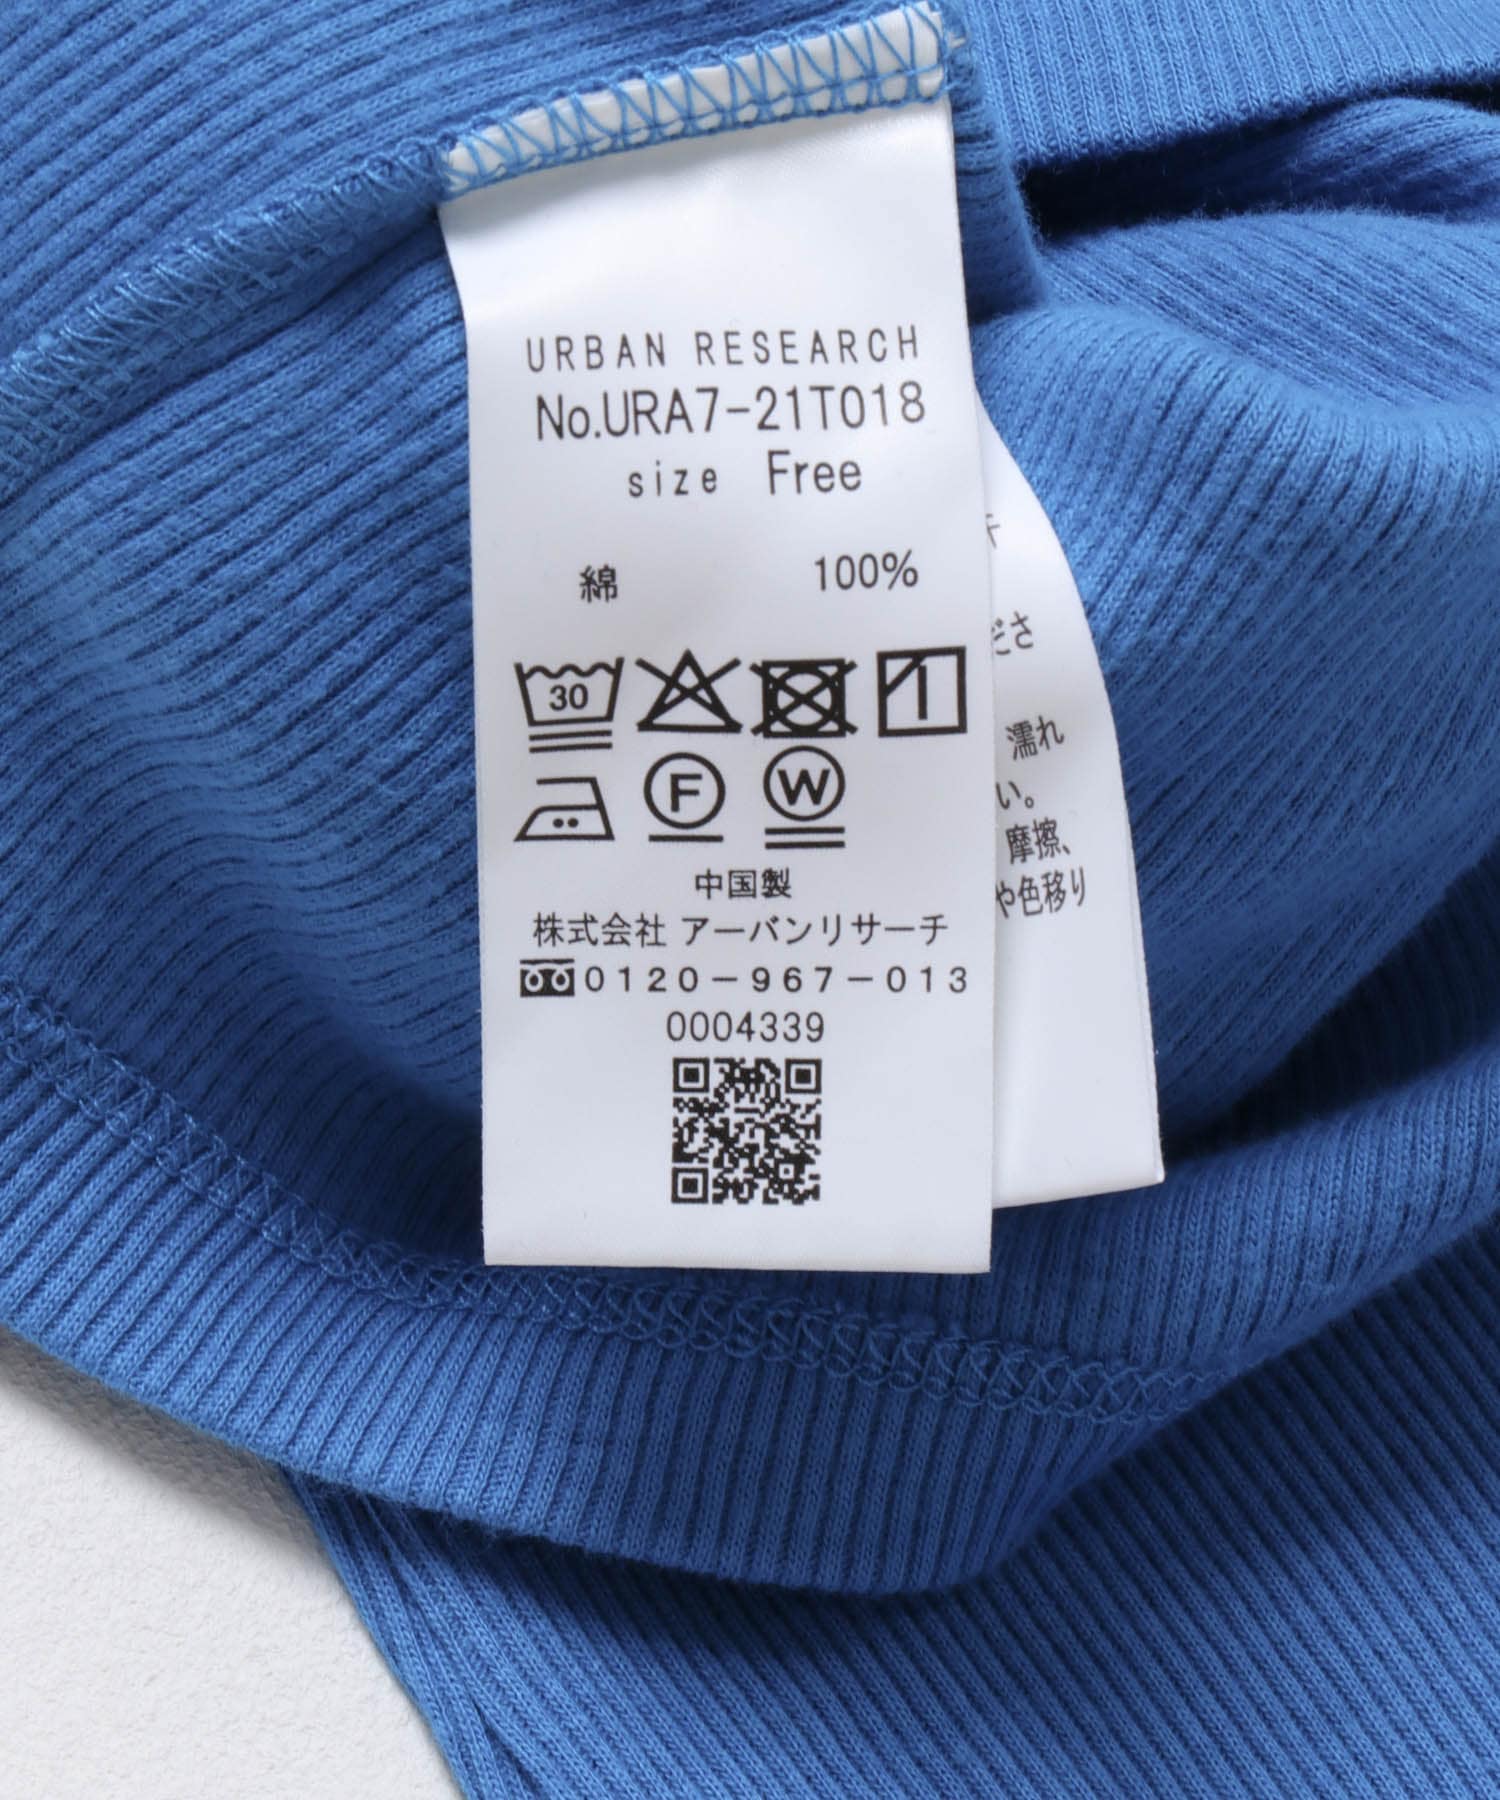 URBAN RESEARCH
No.URA7-21T018
size Free
綿 100%
30
F W
中国製
株式会社 アーバンリサーチ
0120-967-013
0004339
チ
ださ
濡れ
い。
摩擦、
や色移り